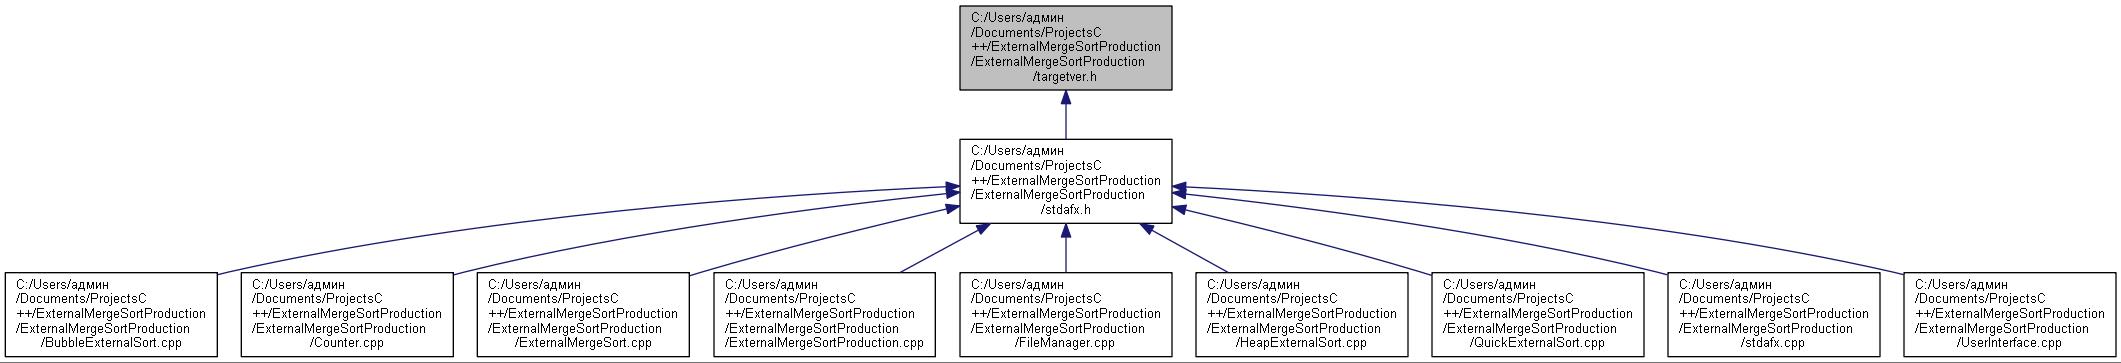 C:/Users/админ
/Documents/ProjectsC
++/ExternalMergeSortProduction
/ExternalMergeSortProduction
/targetver.h
C:/Users/админ
/Documents/ProjectsC
++/ExternalMergeSortProduction
/ExternalMergeSortProduction
/stdafx.h
C:/Users/админ
/Documents/ProjectsC
++/ExternalMergeSortProduction
/ExternalMergeSortProduction
/BubbleExternalSort.cpp
C:/Users/админ
/Documents/ProjectsC
++/ExternalMergeSortProduction
/ExternalMergeSortProduction
/Counter.cpp
C:/Users/админ
/Documents/ProjectsC
++/ExternalMergeSortProduction
/ExternalMergeSortProduction
/ExternalMergeSort.cpp
C:/Users/админ
/Documents/ProjectsC
++/ExternalMergeSortProduction
/ExternalMergeSortProduction
/ExternalMergeSortProduction.cpp
C:/Users/админ
/Documents/ProjectsC
++/ExternalMergeSortProduction
/ExternalMergeSortProduction
/FileManager.cpp
C:/Users/админ
/Documents/ProjectsC
++/ExternalMergeSortProduction
/ExternalMergeSortProduction
/HeapExternalSort.cpp
C:/Users/админ
/Documents/ProjectsC
++/ExternalMergeSortProduction
/ExternalMergeSortProduction
/QuickExternalSort.cpp
C:/Users/админ
/Documents/ProjectsC
++/ExternalMergeSortProduction
/ExternalMergeSortProduction
/stdafx.cpp
C:/Users/админ
/Documents/ProjectsC
++/ExternalMergeSortProduction
/ExternalMergeSortProduction
/UserInterface.cpp